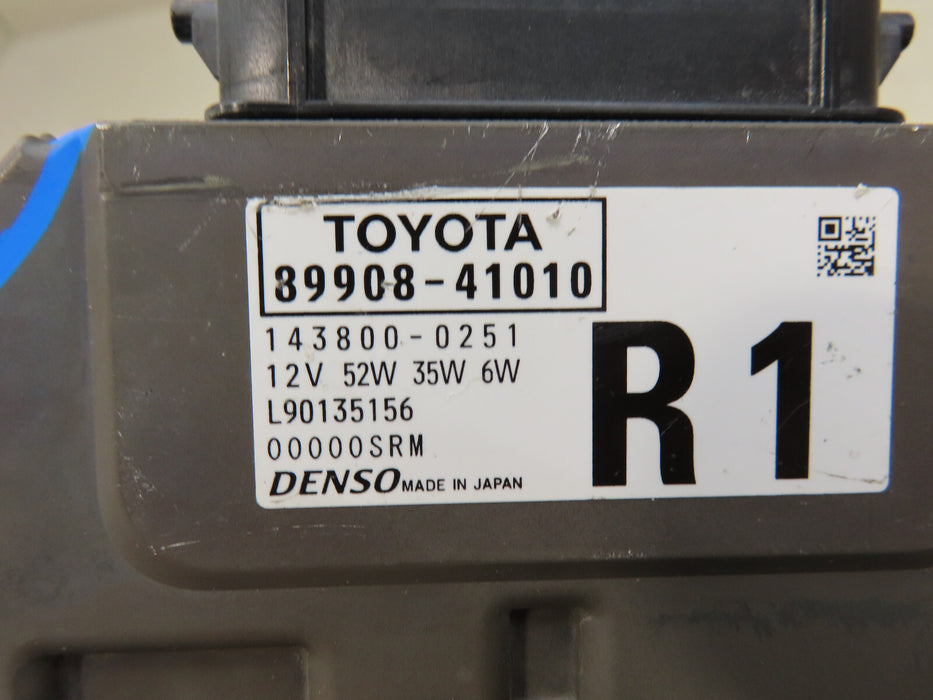 TOYOTA
89908-41010
143800-0251
12V 52W 35W 6W
L90135156
00000SRM
DENSO MADE IN JAPAN
R1